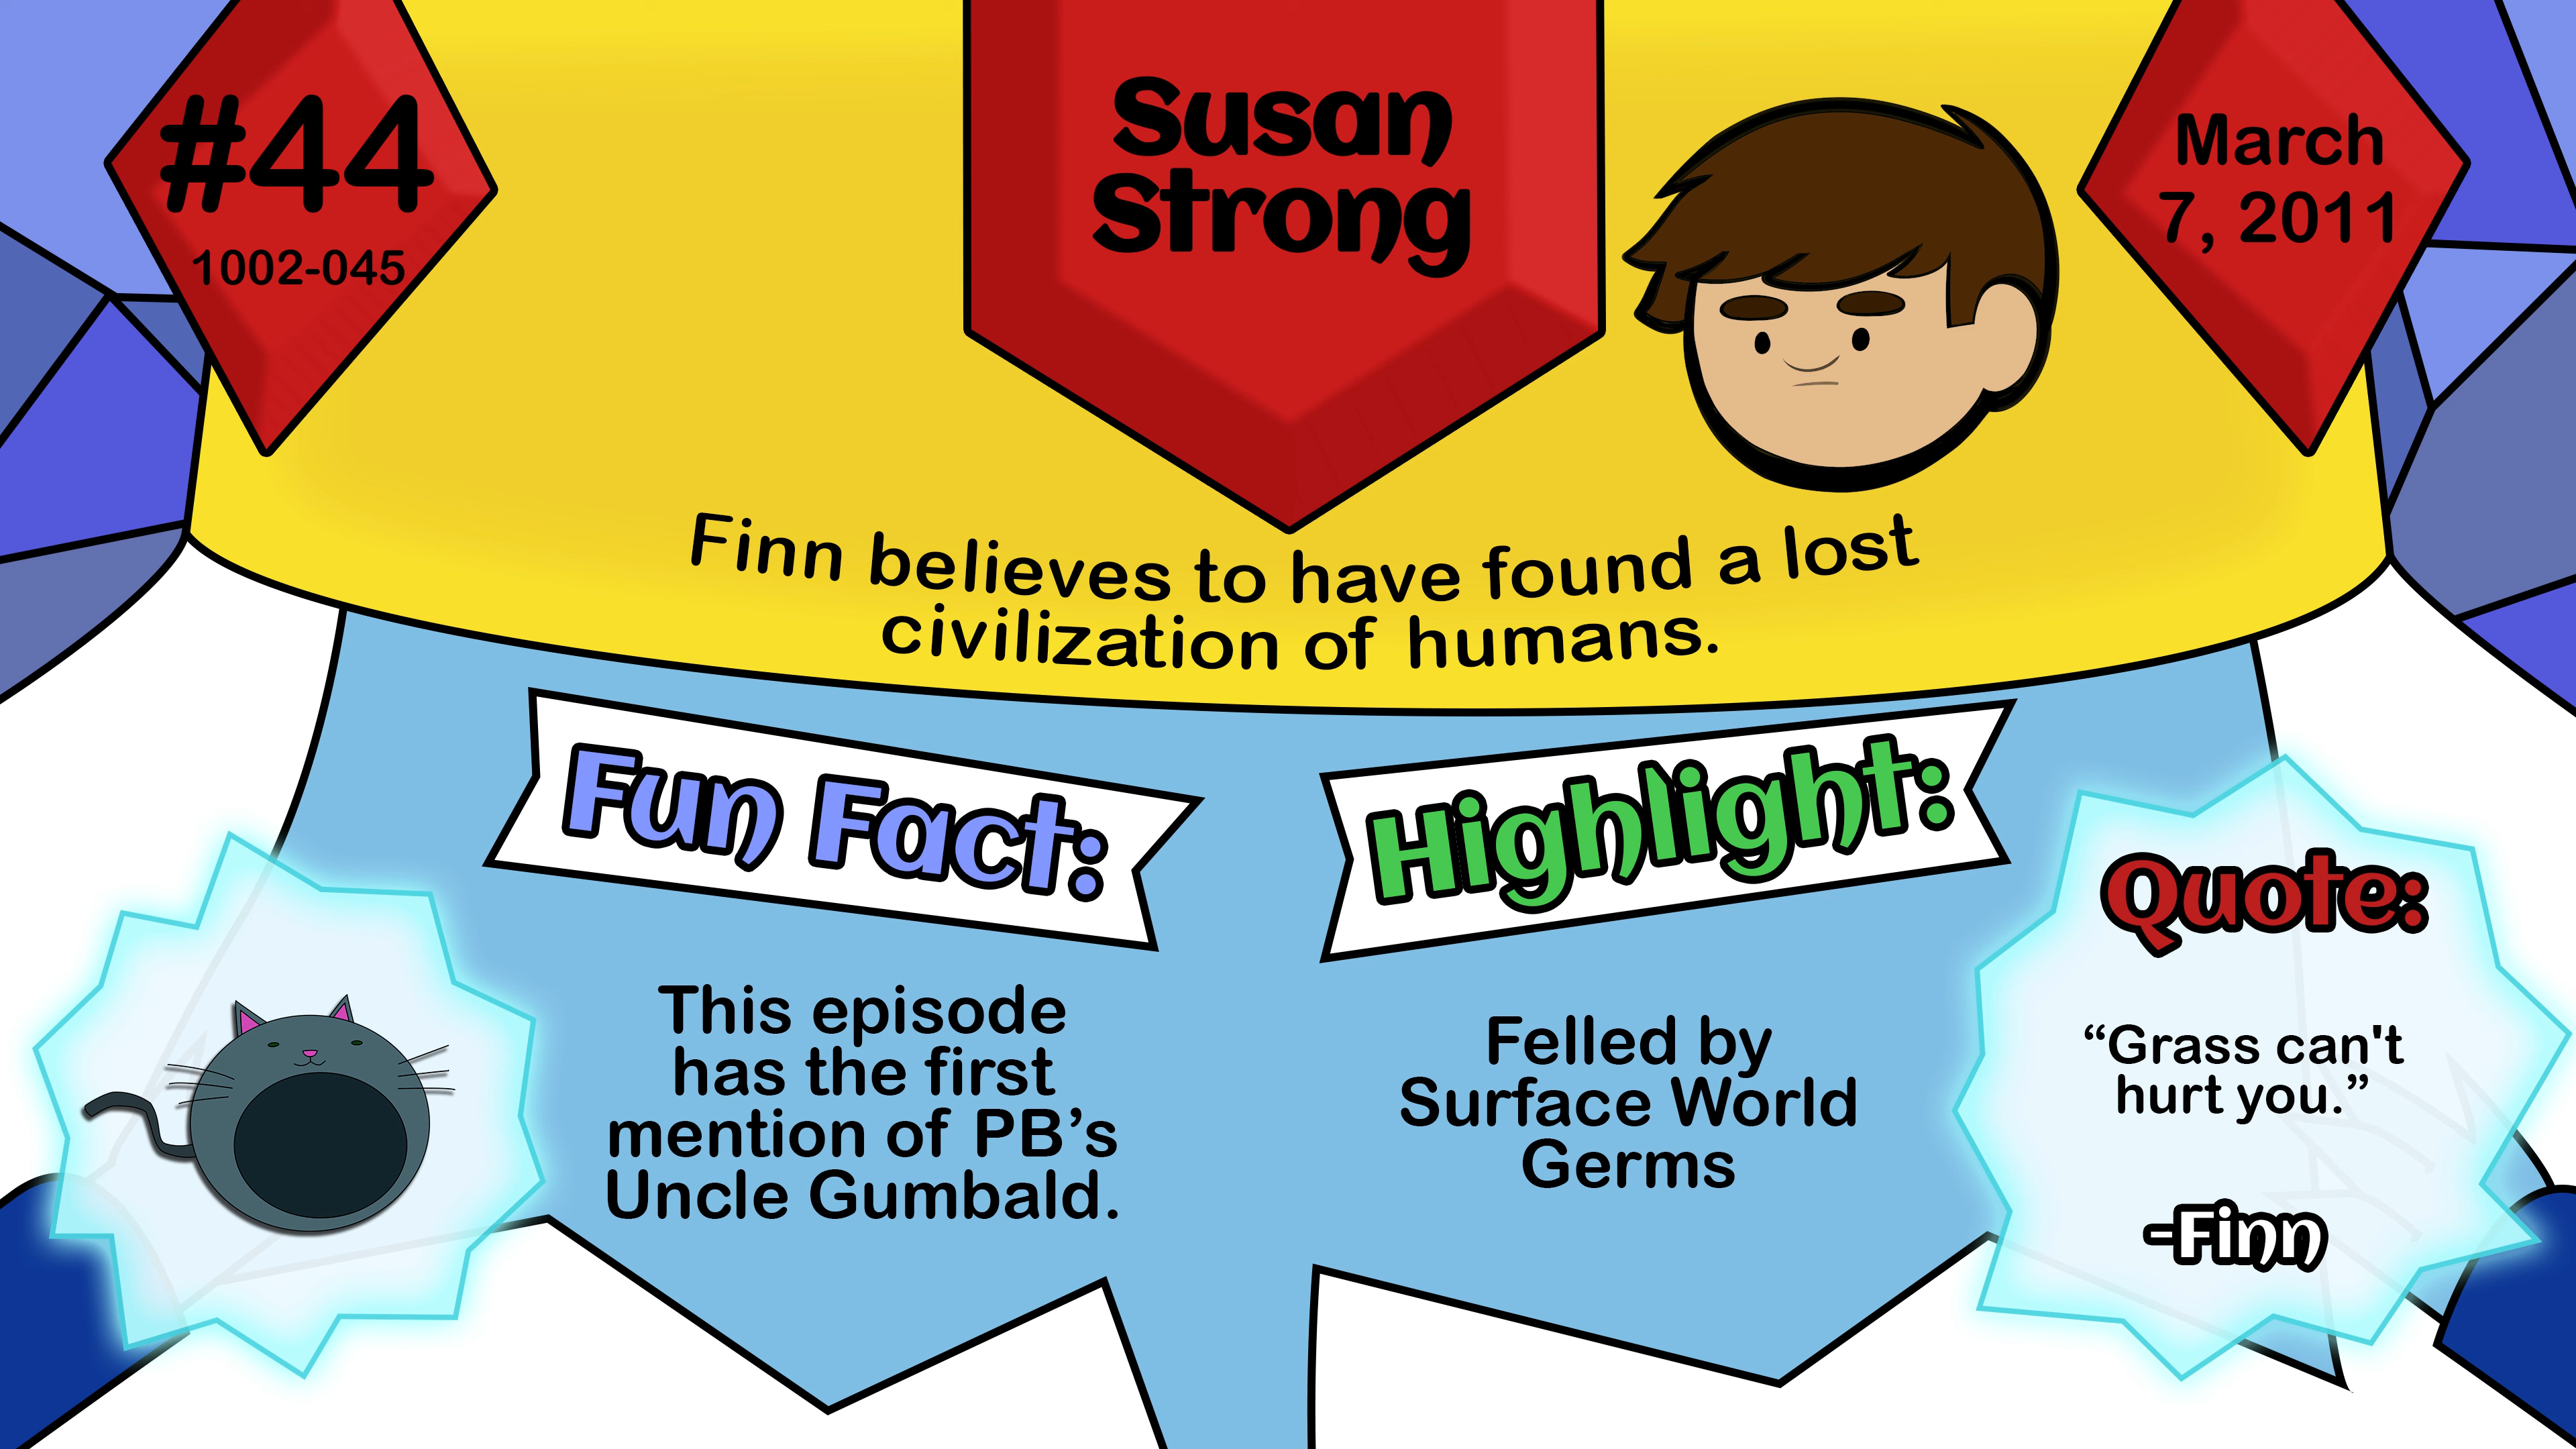 #44
1002-045
Susan
Strong
March
7, 2011
Finn believes to have found a lost
civilization of humans.
Fun Fact:
This episode
has the first
mention of PB’s
Uncle Gumbald.
Highlight:
Felled by
Surface World
Germs
Quote:
“Grass can't
hurt you.”
-Finn